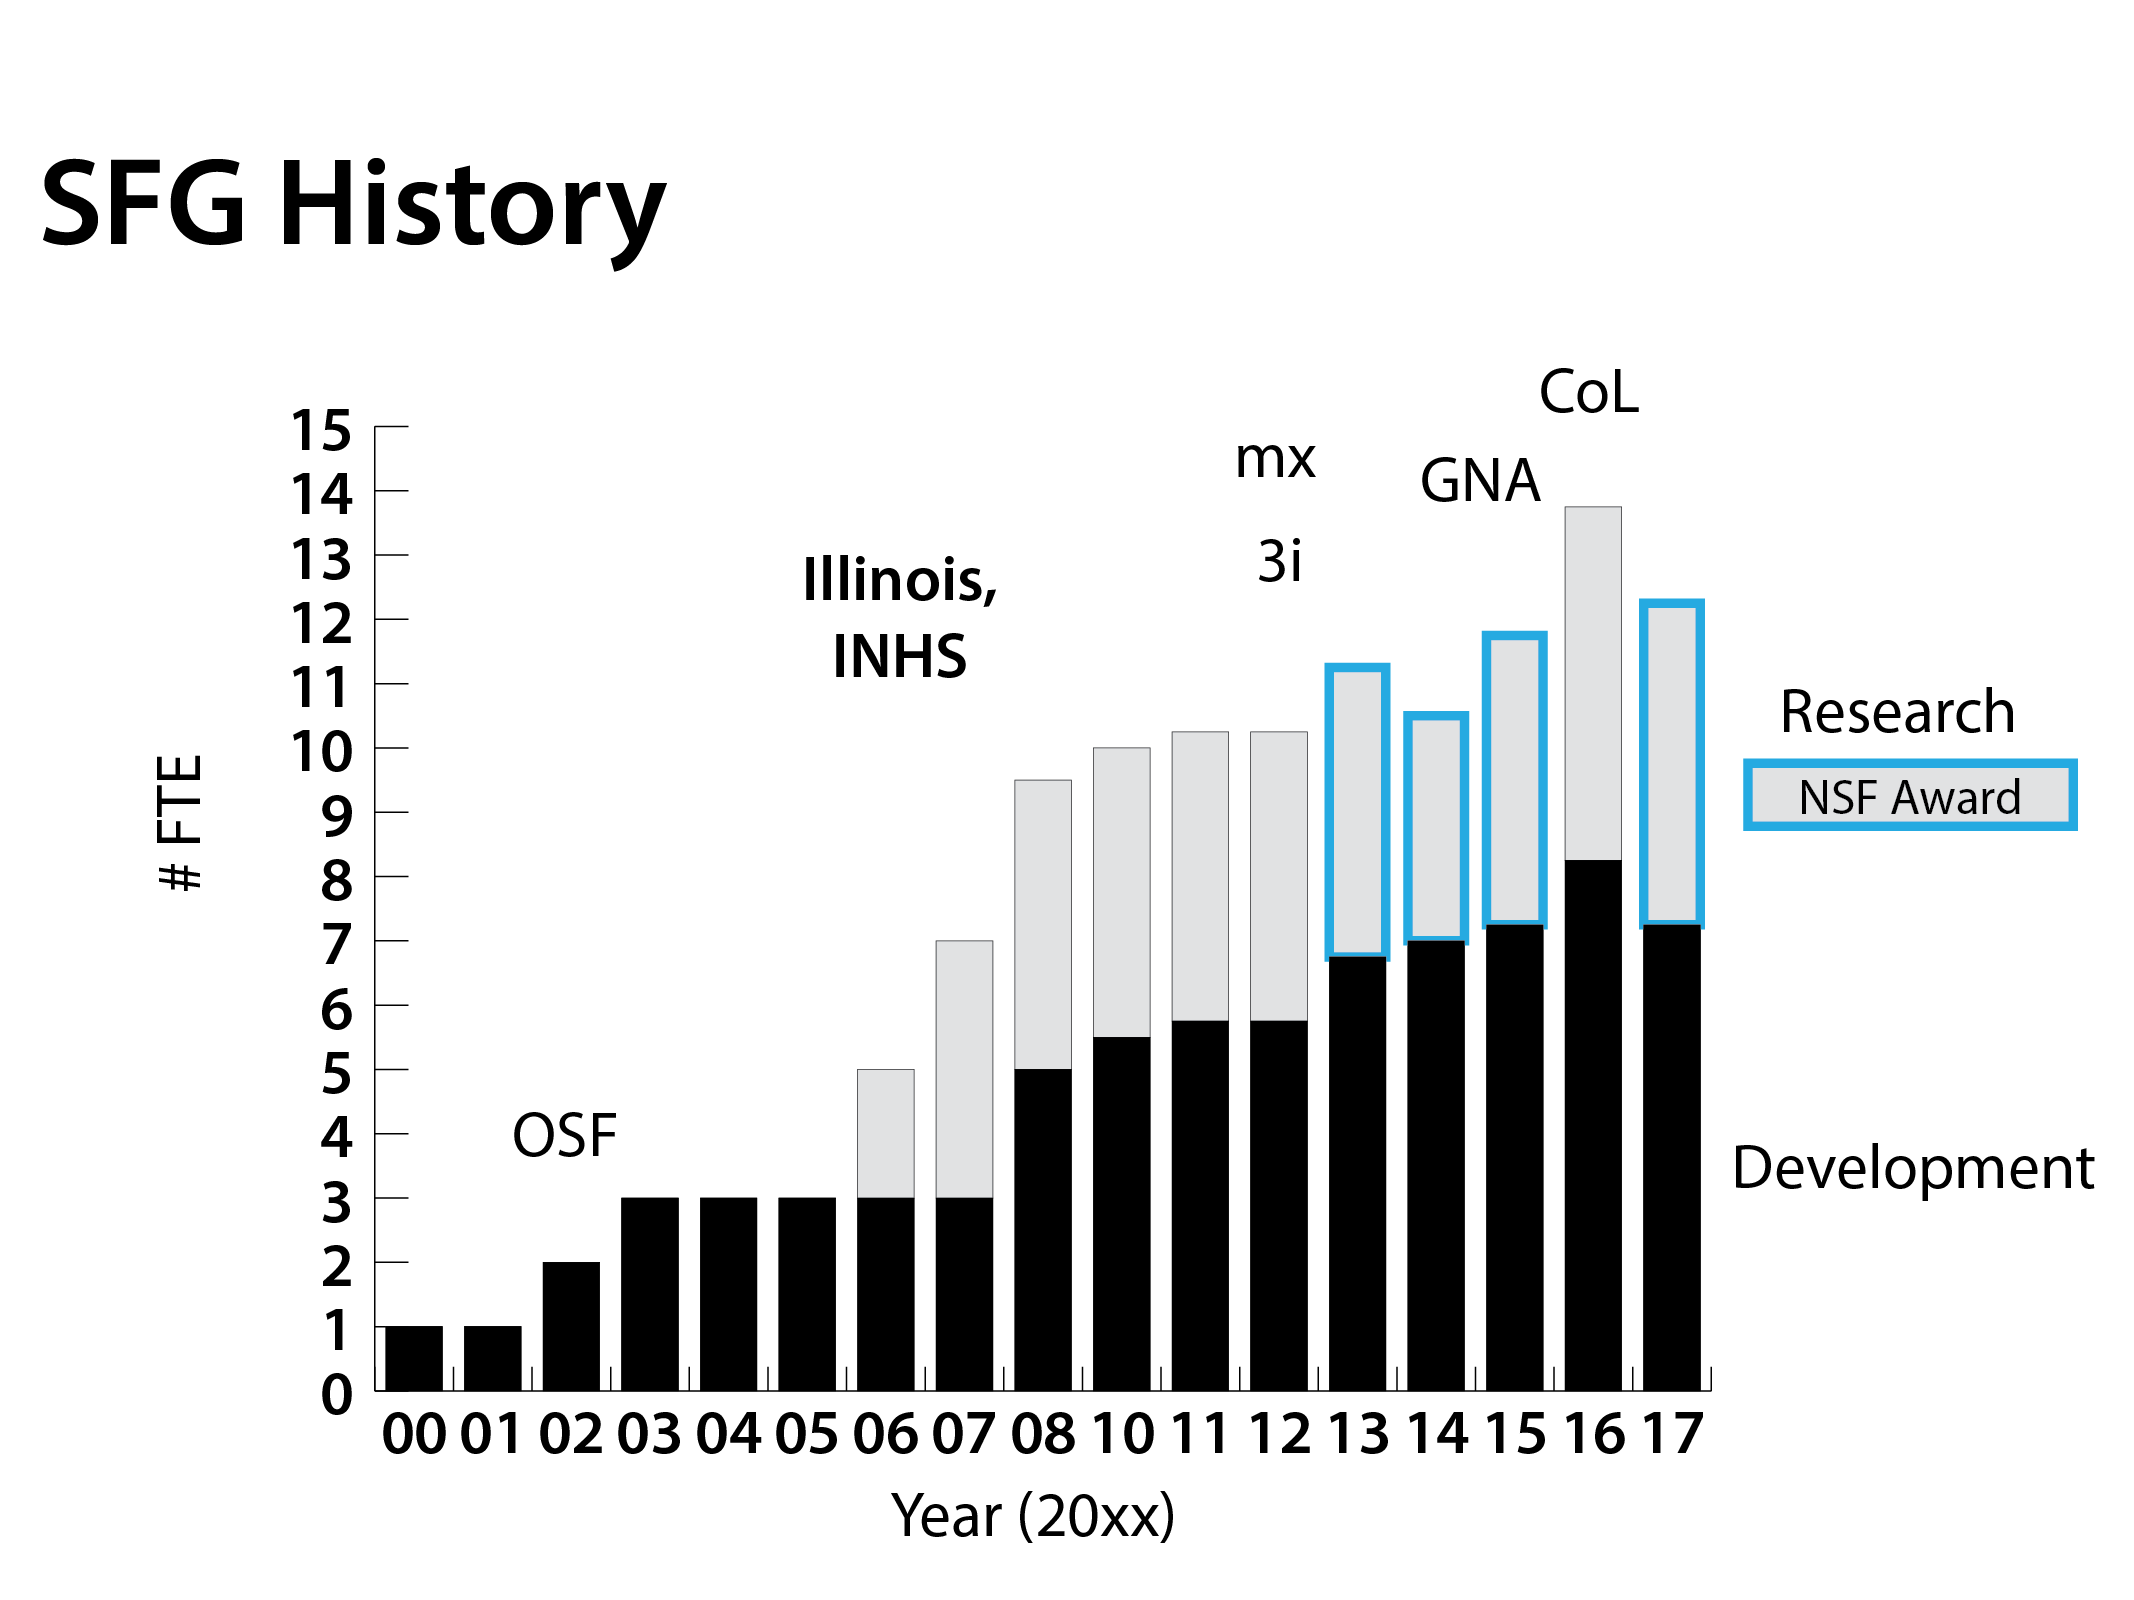 SFG History
CoL
mx
GNA
3i
Illinois,
INHS
OSF
# FTE
15
14
13
12
11
10
9
8
7
6
5
4
3
2
1
0
Research
NSF Award
Development
00 01 02 03 04 05 06 07 08 10 11 12 13 14 15 16 17
Year (20xx)